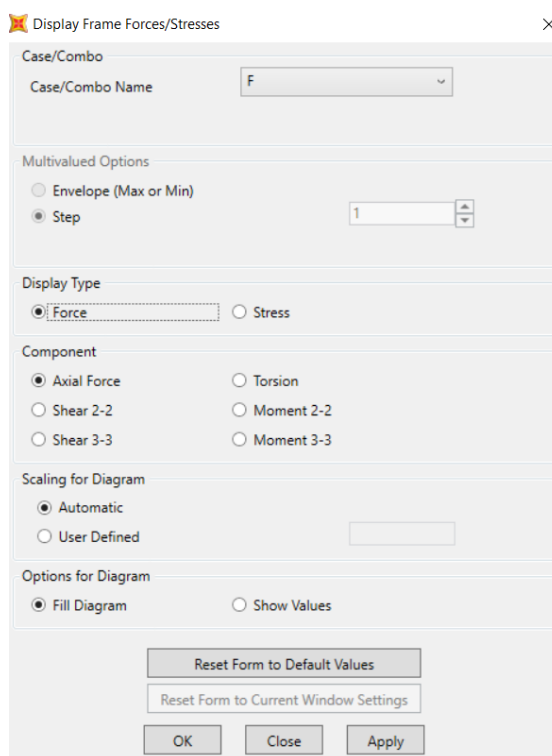 Display Frame Forces/Stresses
Case/Combo
Case/Combo Name F
Multivalued Options
Envelope (Max or Min)
Step 1
Display Type
Force Stress
Component
Axial Force Torsion
Shear 2-2 Moment 2-2
Shear 3-3 Moment 3-3
Scaling for Diagram
Automatic
User Defined
Options for Diagram
Fill Diagram Show Values
Reset Form to Default Values
Reset Form to Current Window Settings
OK Close Apply